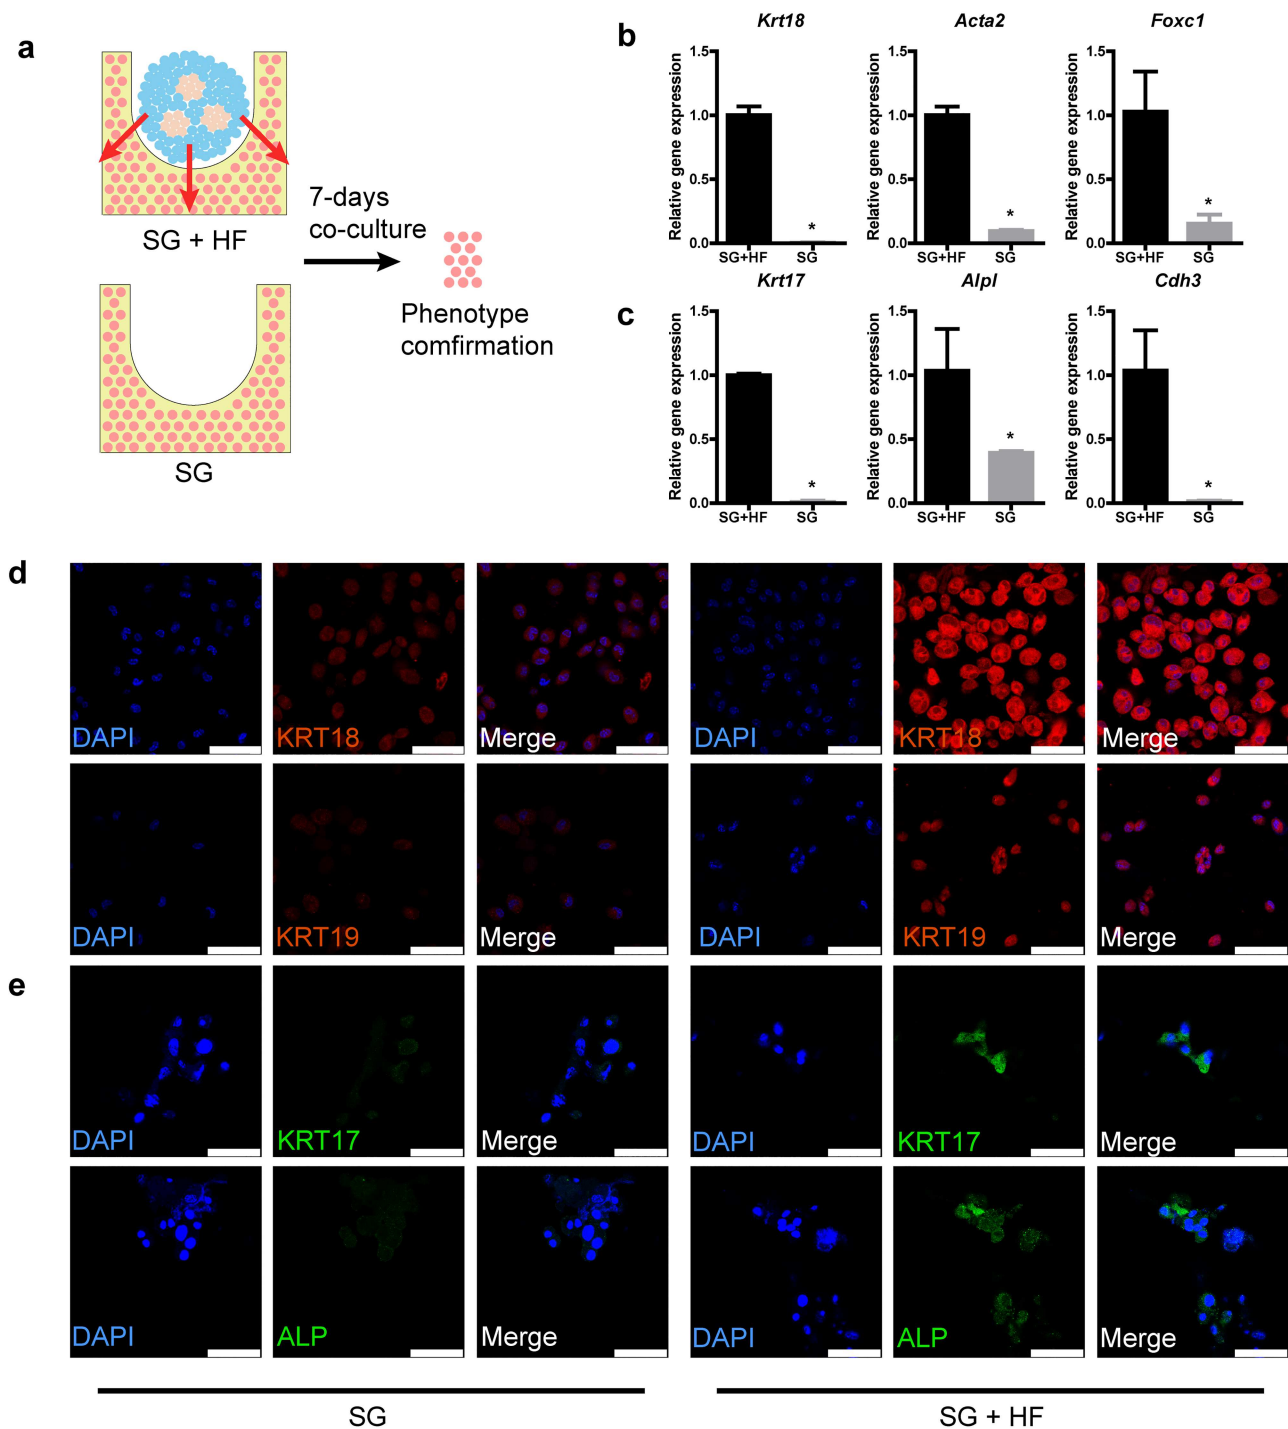 a
SG + HF
7-days
co-culture
Phenotype
comfirmation
SG
b
Krt18
Acta2
Foxc1
Relative gene expression
1.5
1.0
0.5
0.0
SG+HF
SG
*
Relative gene expression
1.5
1.0
0.5
0.0
SG+HF
SG
*
Relative gene expression
1.5
1.0
0.5
0.0
SG+HF
SG
*
c
Krt17
Alpl
Cdh3
Relative gene expression
1.5
1.0
0.5
0.0
SG+HF
SG
*
Relative gene expression
1.5
1.0
0.5
0.0
SG+HF
SG
*
Relative gene expression
1.5
1.0
0.5
0.0
SG+HF
SG
*
d
DAPI KRT18 Merge DAPI KRT18 Merge
DAPI KRT19 Merge DAPI KRT19 Merge
e
DAPI KRT17 Merge DAPI KRT17 Merge
DAPI ALP Merge DAPI ALP Merge
SG SG + HF